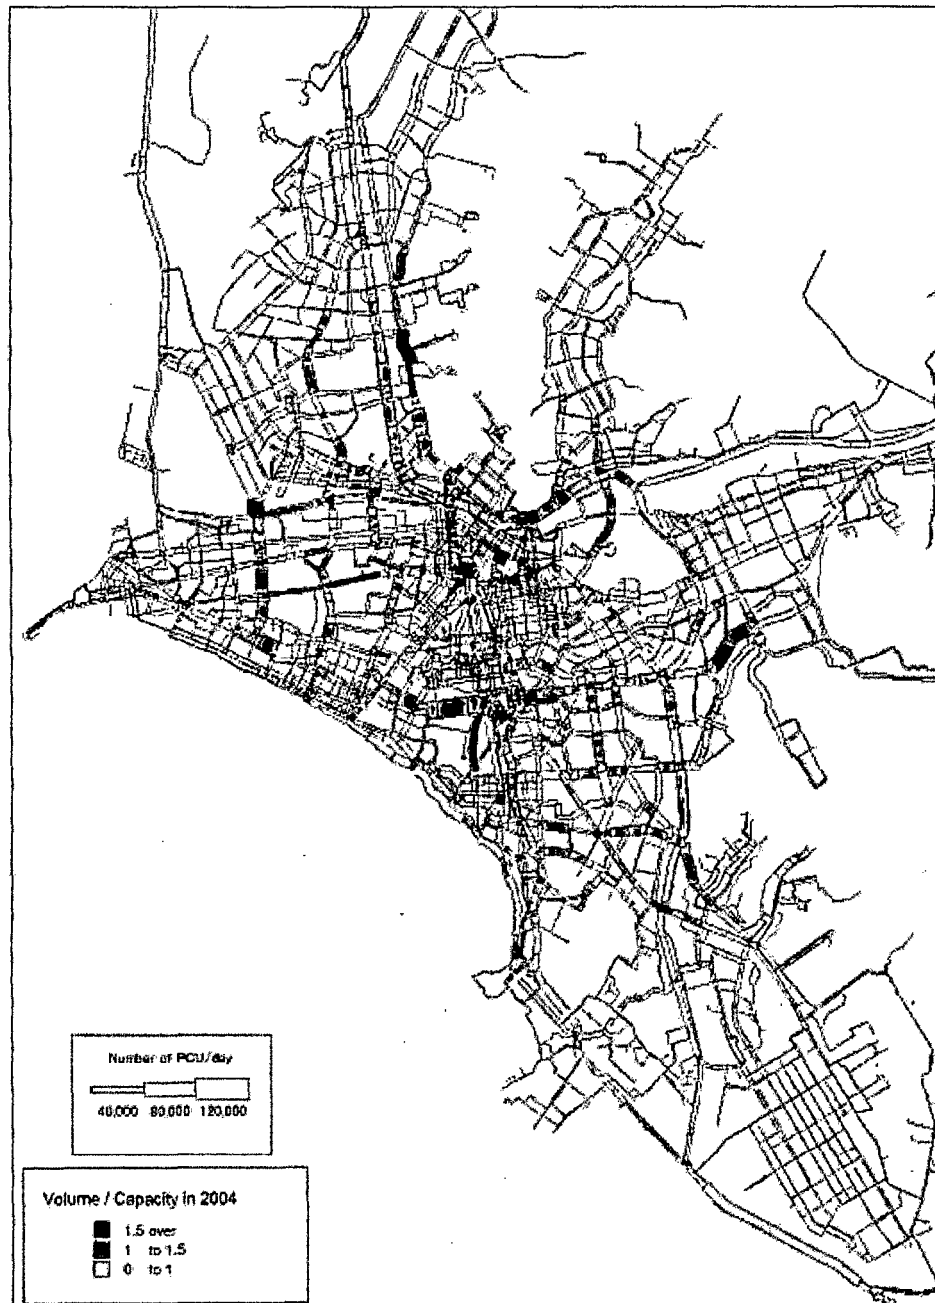 Number of PCU/day
40,000 80,000 120,000
Volume / Capacity in 2004
1.5 over
1 to 1.5
0 to 1